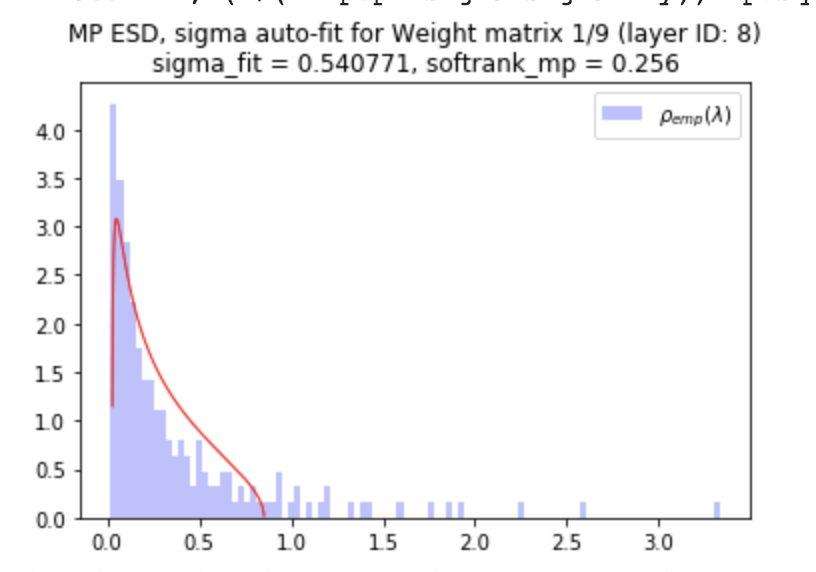 MP ESD, sigma auto-fit for Weight matrix 1/9 (layer ID: 8)
sigma_fit = 0.540771, softrank_mp = 0.256
ρemp(λ)
4.0
3.5
3.0
2.5
2.0
1.5
1.0
0.5
0.0
0.0 0.5 1.0 1.5 2.0 2.5 3.0